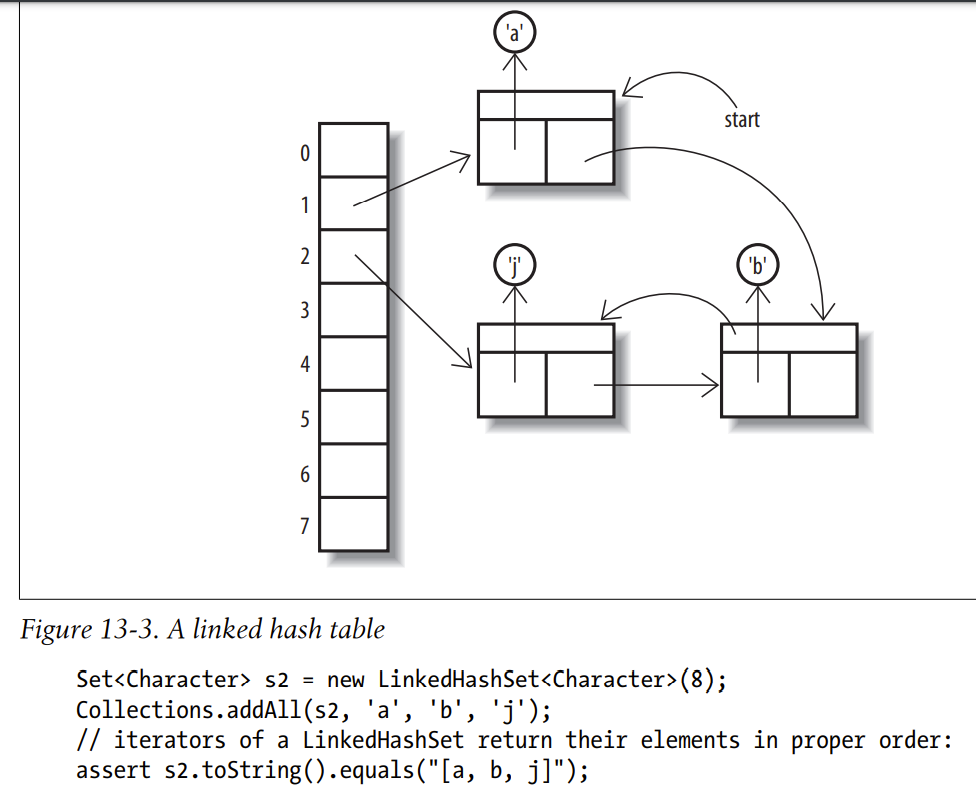 'a'
start
0
1
2
'j'
'b'
3
4
5
6
7
Figure 13-3. A linked hash table
Set<Character> s2 = new LinkedHashSet<Character>(8);
Collections.addAll(s2, 'a', 'b', 'j');
// iterators of a LinkedHashSet return their elements in proper order:
assert s2.toString().equals("[a, b, j]");